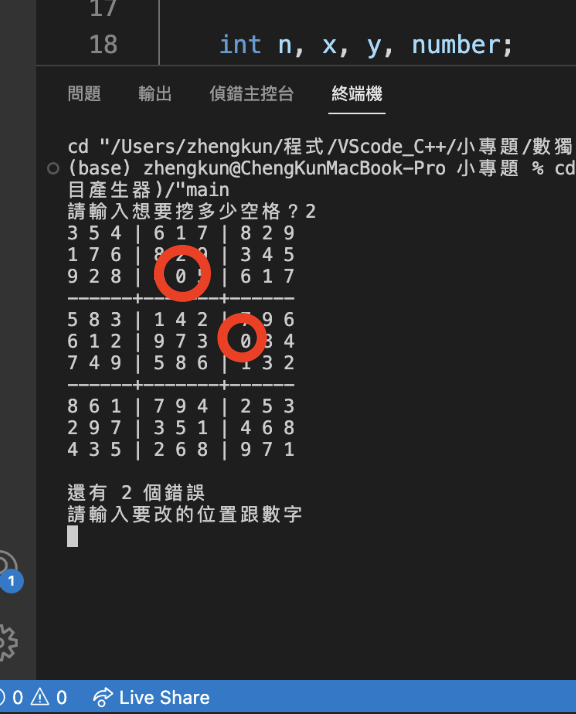 17
18 int n, x, y, number;
問題 輸出 偵錯主控台 終端機
cd "/Users/zhengkun/程式/VScode_C++/小專題/數獨
(base) zhengkun@ChengKunMacBook-Pro 小專題 % cd
目產生器)/"main
請輸入想要挖多少空格？2
3 5 4 | 6 1 7 | 8 2 9
1 7 6 | 8 2 9 | 3 4 5
9 2 8 | 0 5 | 6 1 7
------+-------+------
5 8 3 | 1 4 2 | 7 9 6
6 1 2 | 9 7 3 | 0 8 4
7 4 9 | 5 8 6 | 1 3 2
------+-------+------
8 6 1 | 7 9 4 | 2 5 3
2 9 7 | 3 5 1 | 4 6 8
4 3 5 | 2 6 8 | 9 7 1
還有 2 個錯誤
請輸入要改的位置跟數字
1
0 0 Live Share